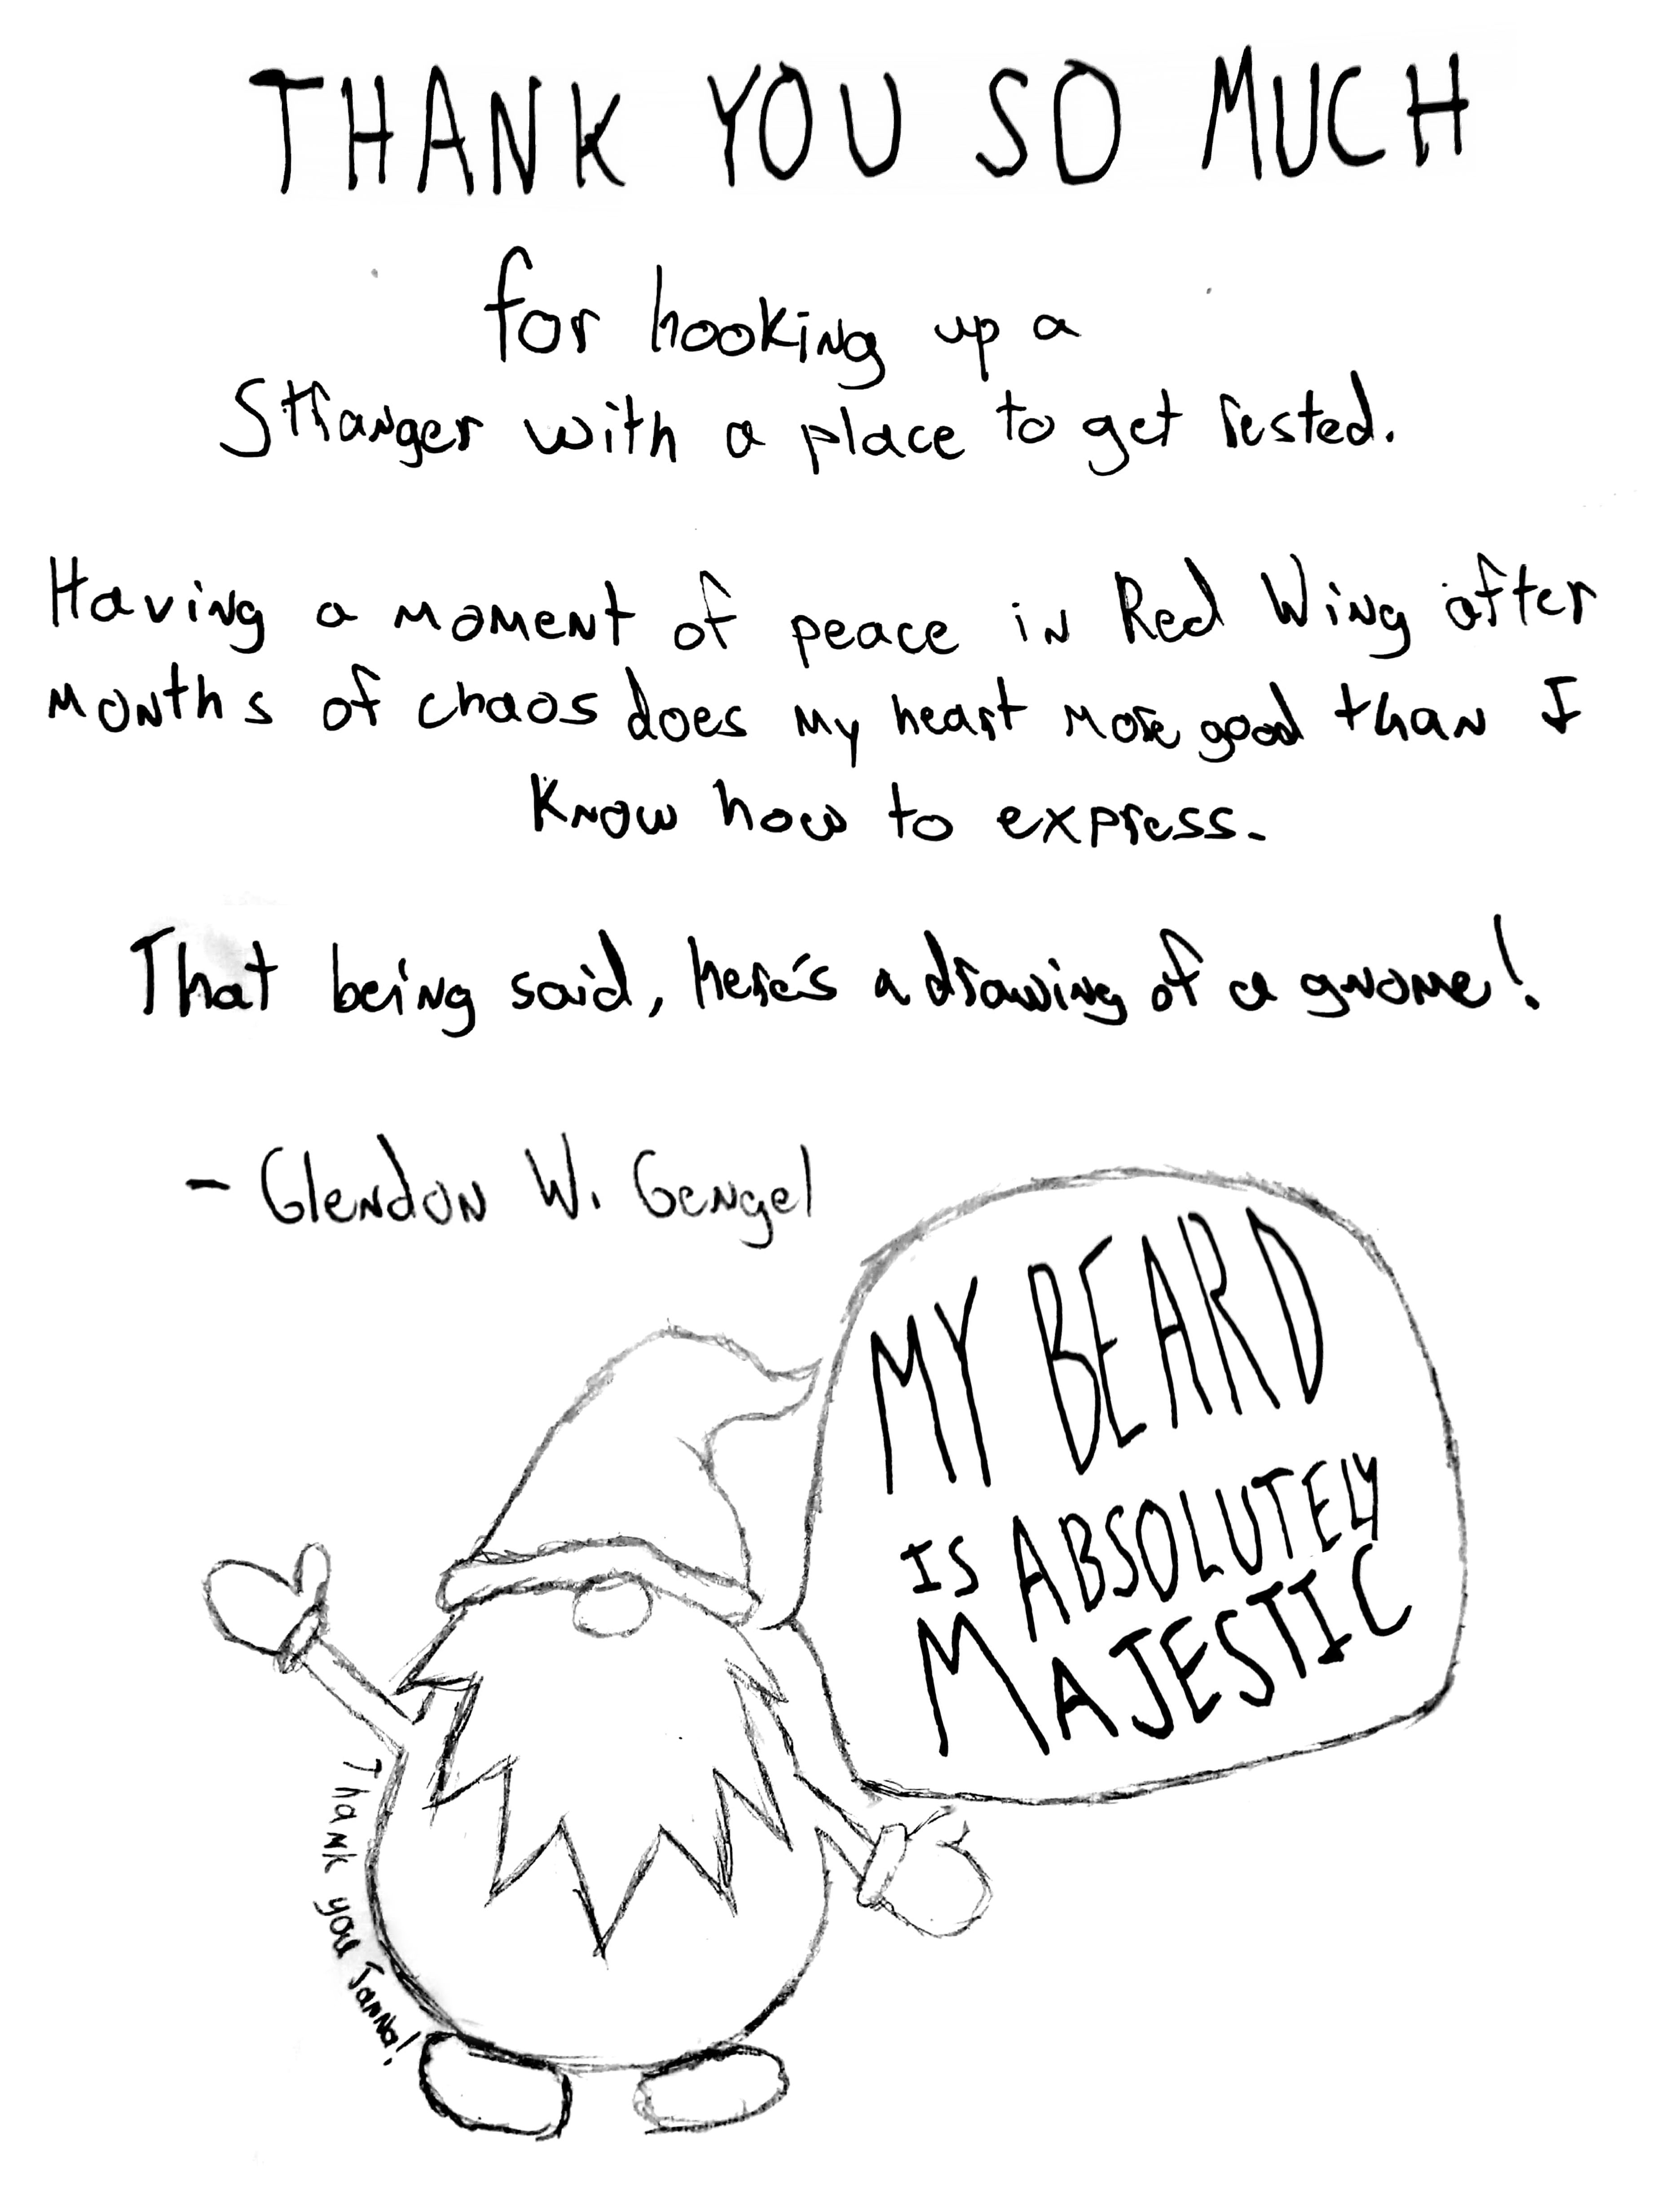 THANK YOU SO MUCH
for hooking up a
Stranger with a place to get rested.
Having a moment of peace in Red Wing after
months of chaos does my heart more good than I
Know how to express.
That being said, here's a drawing of a gnome!
- Glendon W. Gengel
MY BEARD
IS ABSOLUTELY
MAJESTIC
Thank you Janna!